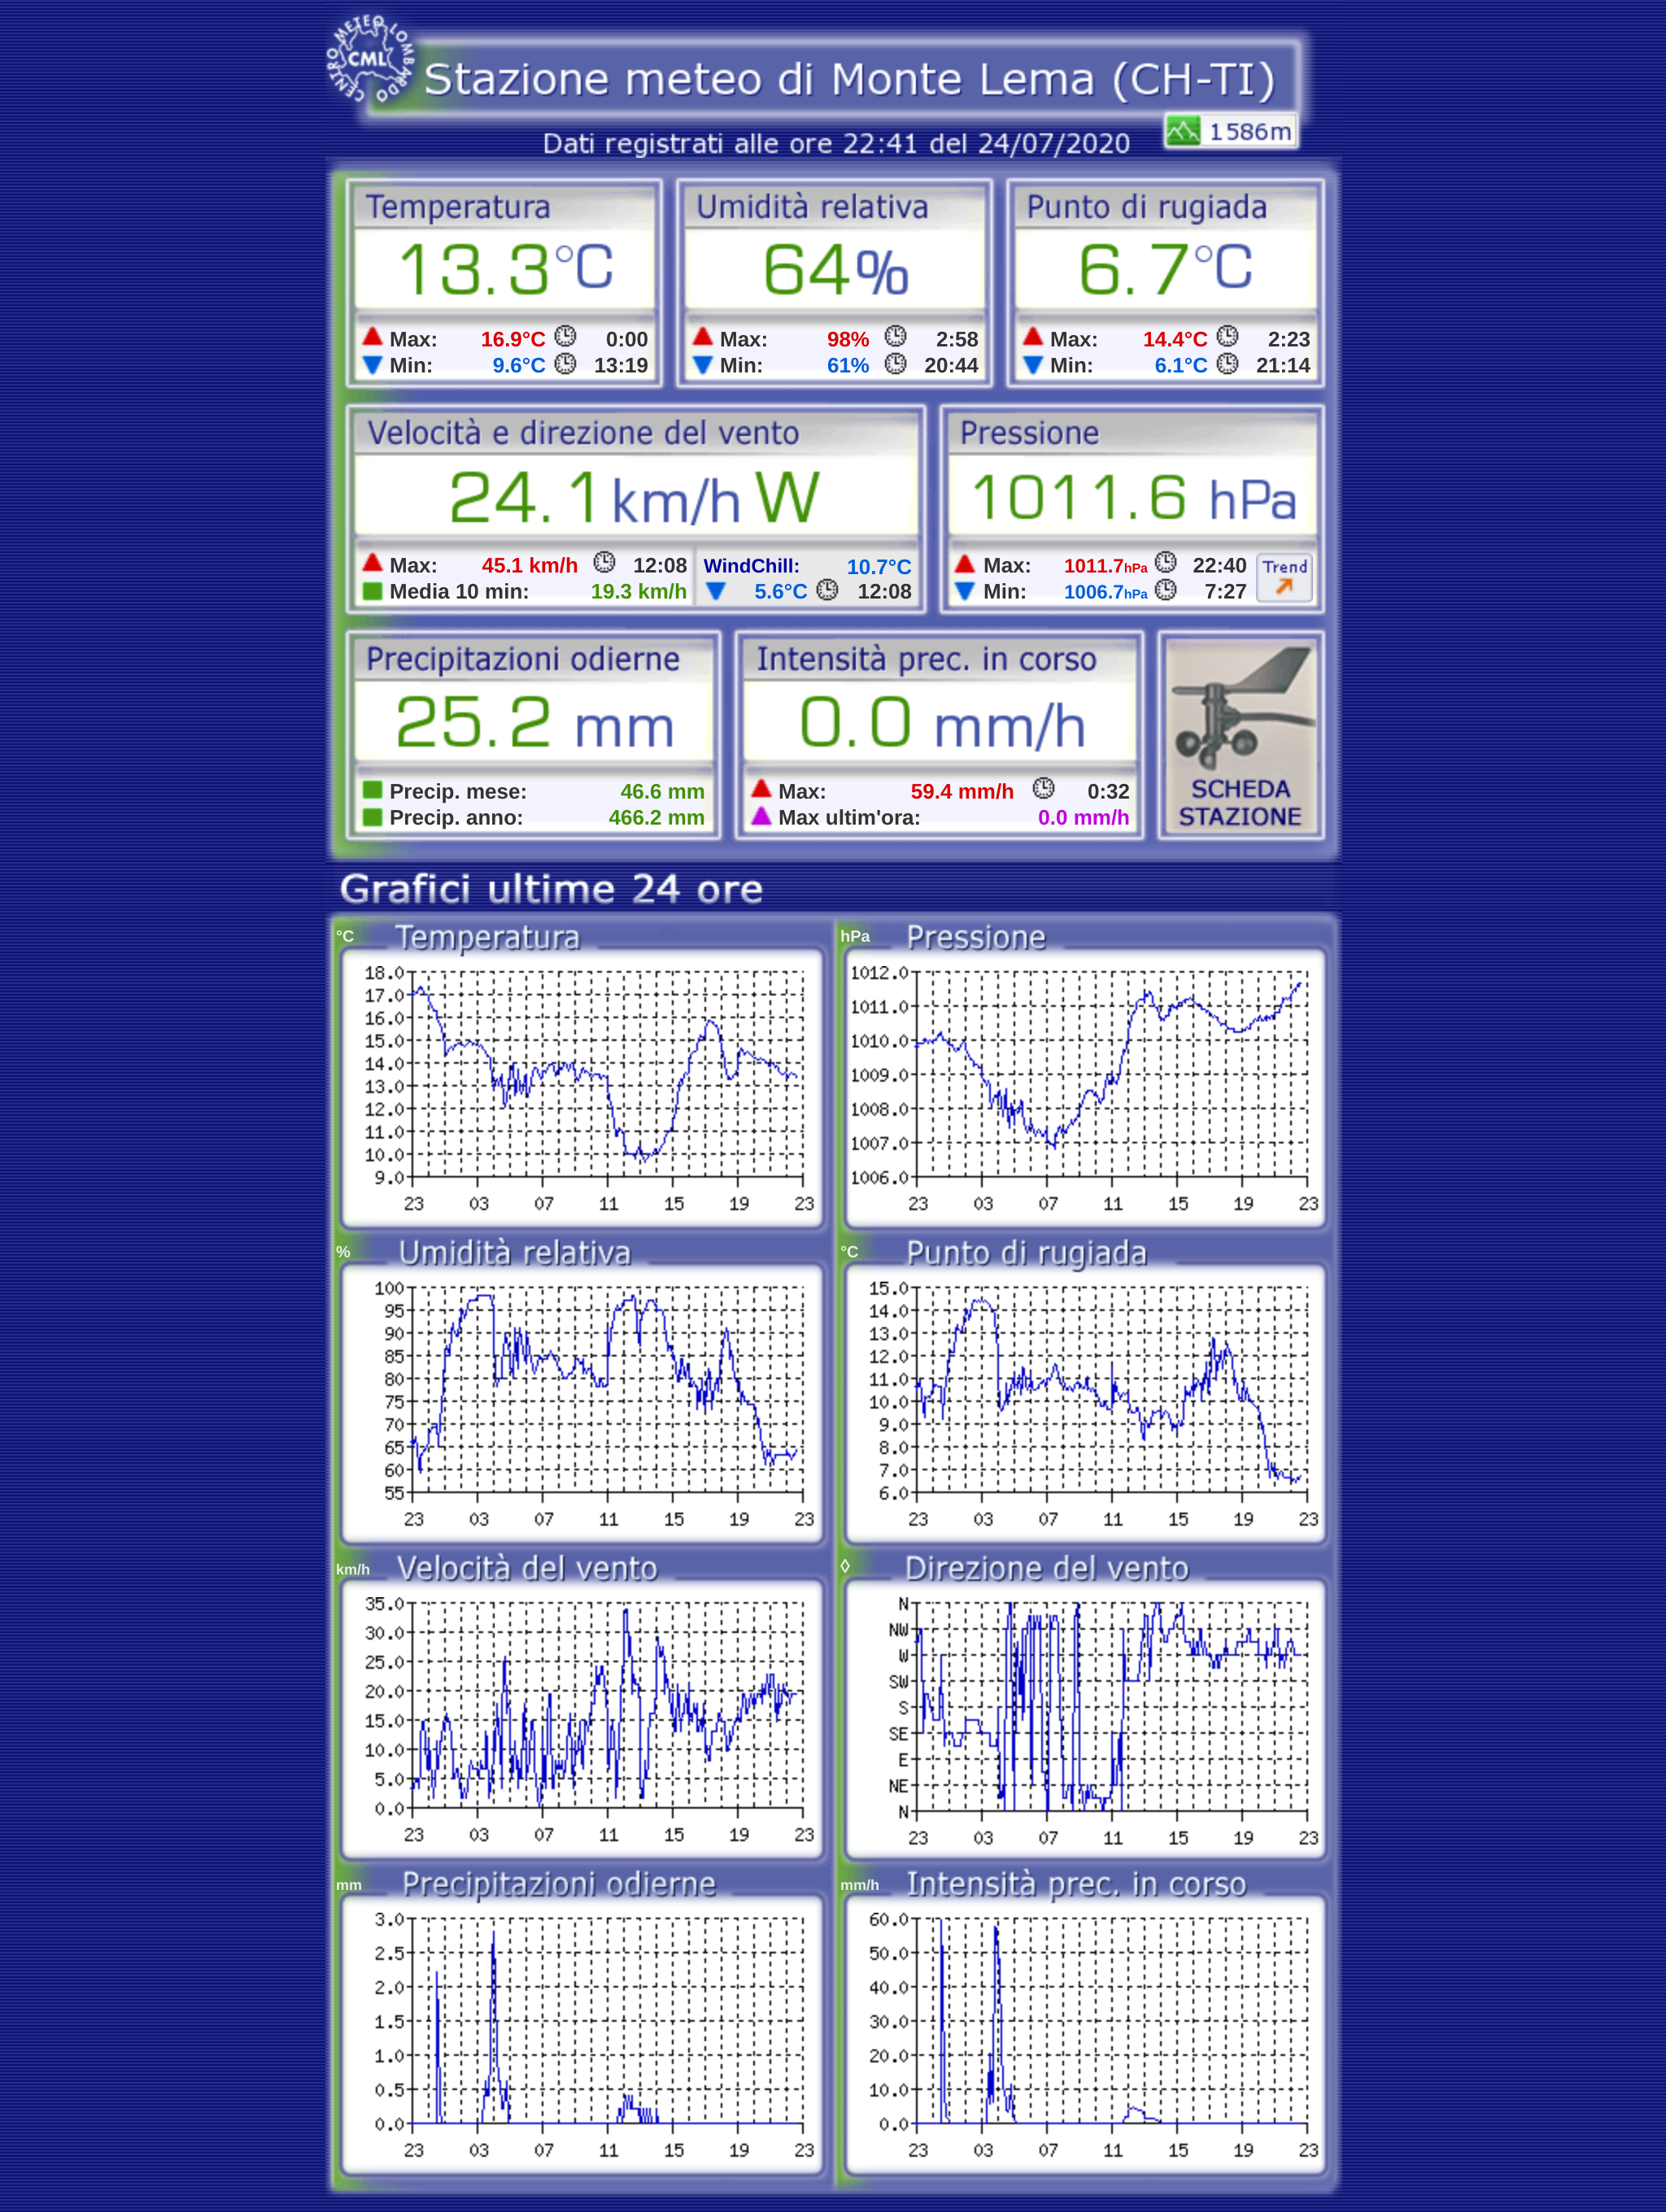 CENTRO METEO LOMBARDO
CML
Stazione meteo di Monte Lema (CH-TI)
Dati registrati alle ore 22:41 del 24/07/2020
1586m
Temperatura
13.3°C
Max: 16.9°C 0:00
Min: 9.6°C 13:19
Umidità relativa
64%
Max: 98% 2:58
Min: 61% 20:44
Punto di rugiada
6.7°C
Max: 14.4°C 2:23
Min: 6.1°C 21:14
Velocità e direzione del vento
24.1 km/h W
Max: 45.1 km/h 12:08
Media 10 min: 19.3 km/h
WindChill: 10.7°C
5.6°C 12:08
Pressione
1011.6 hPa
Max: 1011.7hPa 22:40
Min: 1006.7hPa 7:27
Trend
Precipitazioni odierne
25.2 mm
Precip. mese: 46.6 mm
Precip. anno: 466.2 mm
Intensità prec. in corso
0.0 mm/h
Max: 59.4 mm/h 0:32
Max ultim'ora: 0.0 mm/h
SCHEDA
STAZIONE
Grafici ultime 24 ore
°C Temperatura
18.0
17.0
16.0
15.0
14.0
13.0
12.0
11.0
10.0
9.0
23 03 07 11 15 19 23
hPa Pressione
1012.0
1011.0
1010.0
1009.0
1008.0
1007.0
1006.0
23 03 07 11 15 19 23
% Umidità relativa
100
95
90
85
80
75
70
65
60
55
23 03 07 11 15 19 23
°C Punto di rugiada
15.0
14.0
13.0
12.0
11.0
10.0
9.0
8.0
7.0
6.0
23 03 07 11 15 19 23
km/h Velocità del vento
35.0
30.0
25.0
20.0
15.0
10.0
5.0
0.0
23 03 07 11 15 19 23
◊ Direzione del vento
N
NW
W
SW
S
SE
E
NE
N
23 03 07 11 15 19 23
mm Precipitazioni odierne
3.0
2.5
2.0
1.5
1.0
0.5
0.0
23 03 07 11 15 19 23
mm/h Intensità prec. in corso
60.0
50.0
40.0
30.0
20.0
10.0
0.0
23 03 07 11 15 19 23